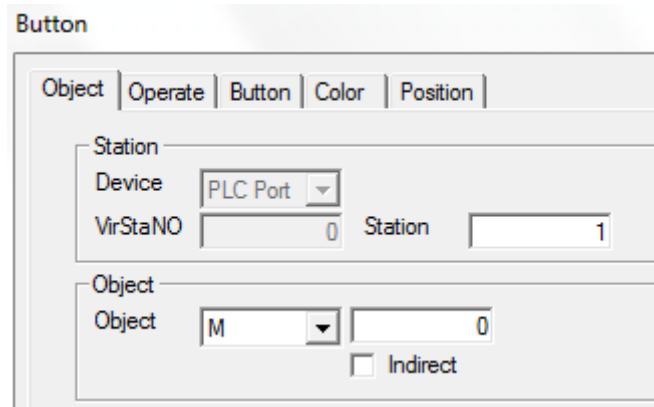 Button
Object Operate Button Color Position
Station
Device PLC Port
VirStaNO 0 Station 1
Object
Object M 0
Indirect